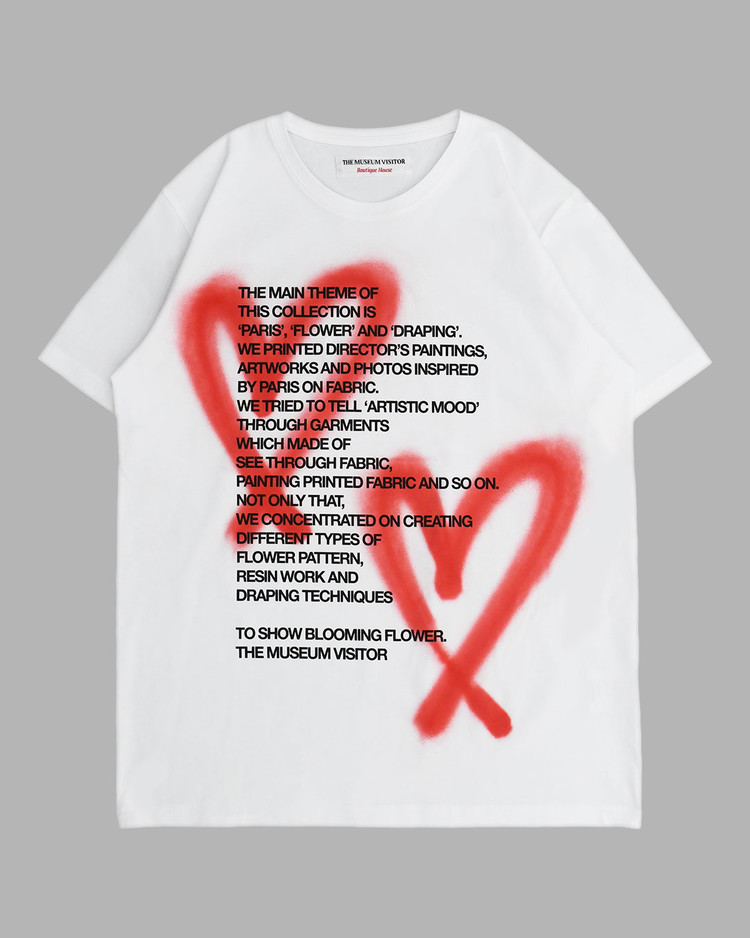 THE MUSEUM VISITOR
Boutique House
THE MAIN THEME OF
THIS COLLECTION IS
‘PARIS’, ‘FLOWER’ AND ‘DRAPING’.
WE PRINTED DIRECTOR’S PAINTINGS,
ARTWORKS AND PHOTOS INSPIRED
BY PARIS ON FABRIC.
WE TRIED TO TELL ‘ARTISTIC MOOD’
THROUGH GARMENTS
WHICH MADE OF
SEE THROUGH FABRIC,
PAINTING PRINTED FABRIC AND SO ON.
NOT ONLY THAT,
WE CONCENTRATED ON CREATING
DIFFERENT TYPES OF
FLOWER PATTERN,
RESIN WORK AND
DRAPING TECHNIQUES
TO SHOW BLOOMING FLOWER.
THE MUSEUM VISITOR